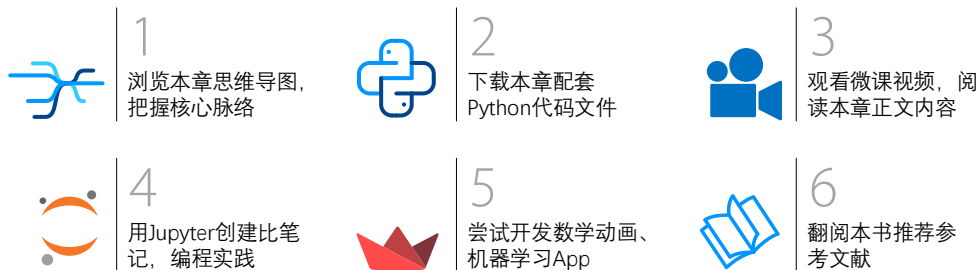 1
浏览本章思维导图，
把握核心脉络
2
下载本章配套
Python代码文件
3
观看微课视频，阅
读本章正文内容
4
用Jupyter创建比笔
记，编程实践
5
尝试开发数学动画、
机器学习App
6
翻阅本书推荐参
考文献